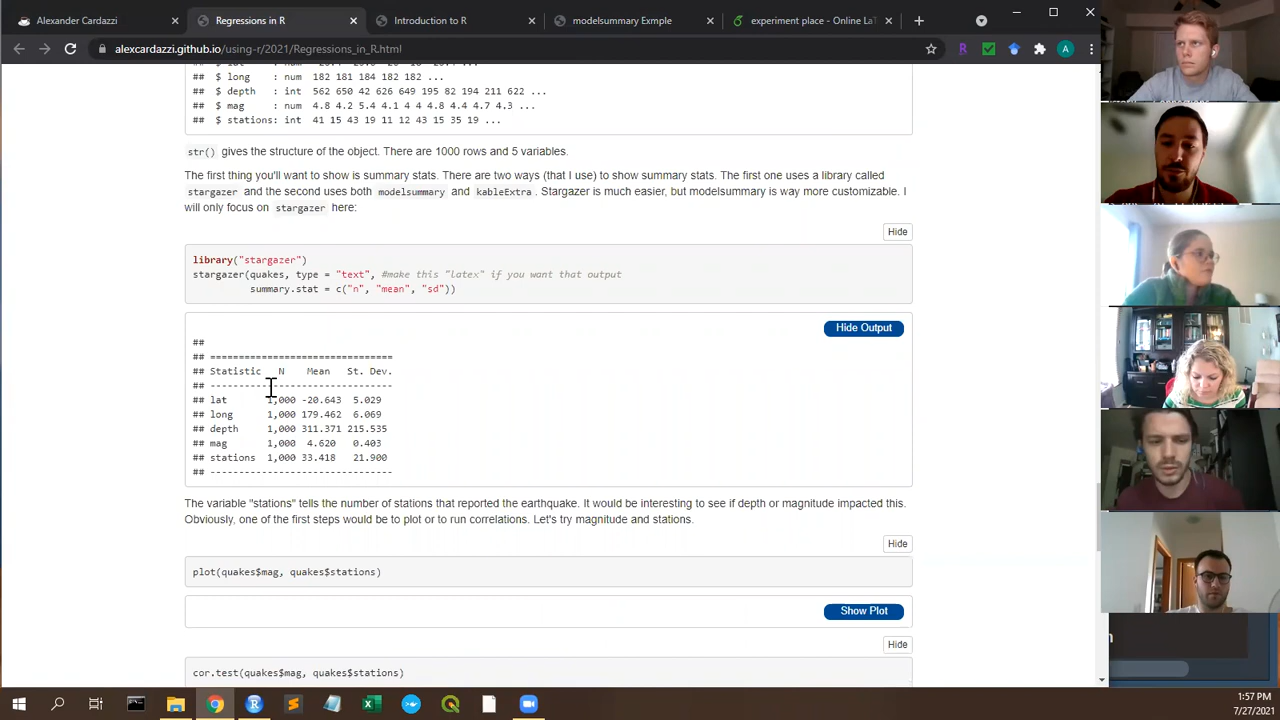 Alexander Cardazzi
Regressions in R
Introduction to R
modelsummary Exmple
experiment place - Online LaT
alexcardazzi.github.io/using-r/2021/Regressions_in_R.html
## $ long : num 182 181 184 182 182 ...
## $ depth : int 562 650 42 626 649 195 82 194 211 622 ...
## $ mag : num 4.8 4.2 5.4 4.1 4 4 4.8 4.4 4.7 4.3 ...
## $ stations: int 41 15 43 19 11 12 43 15 35 19 ...
str() gives the structure of the object. There are 1000 rows and 5 variables.
The first thing you'll want to show is summary stats. There are two ways (that I use) to show summary stats. The first one uses a library called
stargazer and the second uses both modelsummary and kableExtra . Stargazer is much easier, but modelsummary is way more customizable. I
will only focus on stargazer here:
Hide
library("stargazer")
stargazer(quakes, type = "text", #make this "latex" if you want that output
summary.stat = c("n", "mean", "sd"))
Hide Output
##
## ================================
## Statistic N Mean St. Dev.
## --------------------------------
## lat 1,000 -20.643 5.029
## long 1,000 179.462 6.069
## depth 1,000 311.371 215.535
## mag 1,000 4.620 0.403
## stations 1,000 33.418 21.900
## --------------------------------
The variable "stations" tells the number of stations that reported the earthquake. It would be interesting to see if depth or magnitude impacted this.
Obviously, one of the first steps would be to plot or to run correlations. Let's try magnitude and stations.
Hide
plot(quakes$mag, quakes$stations)
Show Plot
Hide
cor.test(quakes$mag, quakes$stations)
1:57 PM
7/27/2021